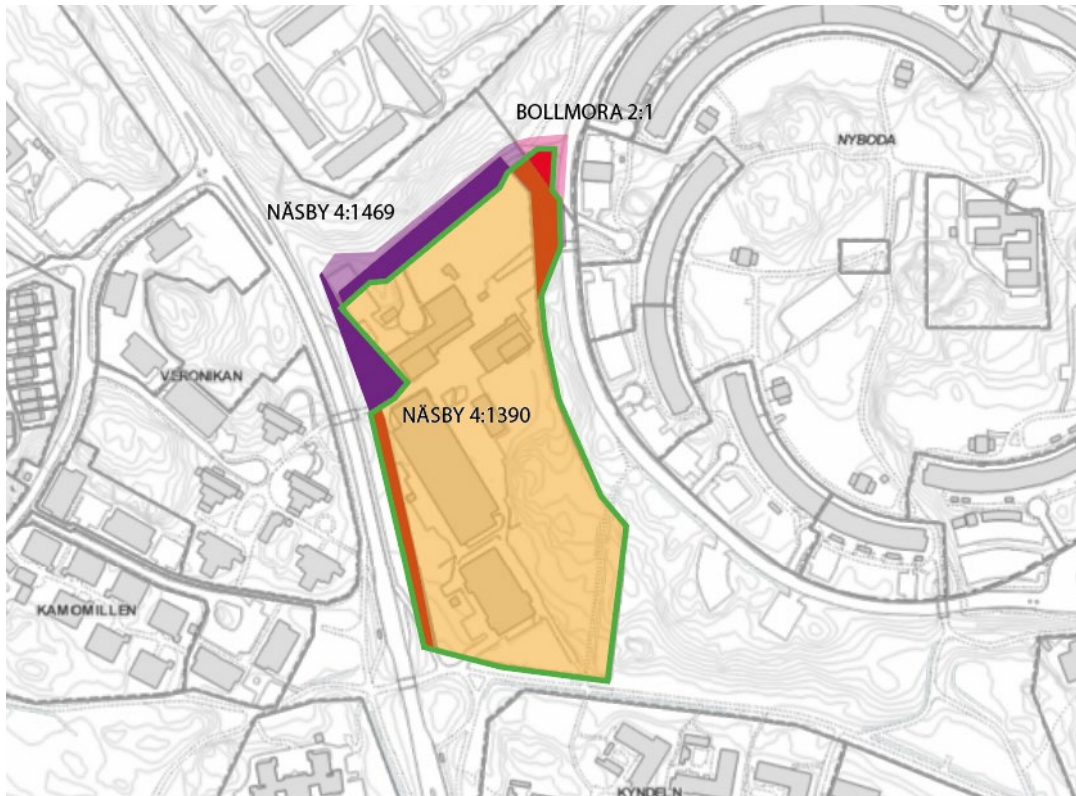 BOLLMORA 2:1
NYBODA
NÄSBY 4:1469
VERONIKAN
NÄSBY 4:1390
KAMOMILLEN
KYNDELN